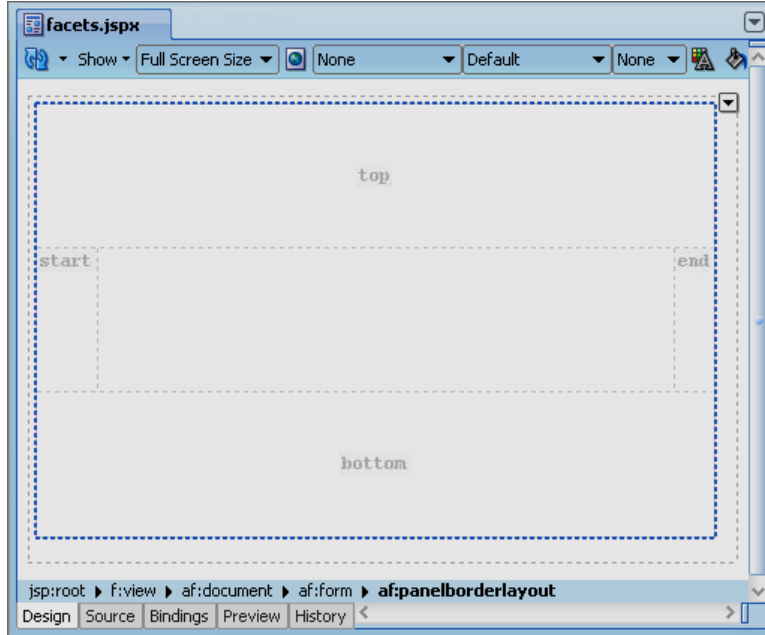 facets.jspx
Show Full Screen Size None Default None
top
start end
bottom
jsp:root f:view af:document af:form af:panelborderlayout
Design Source Bindings Preview History